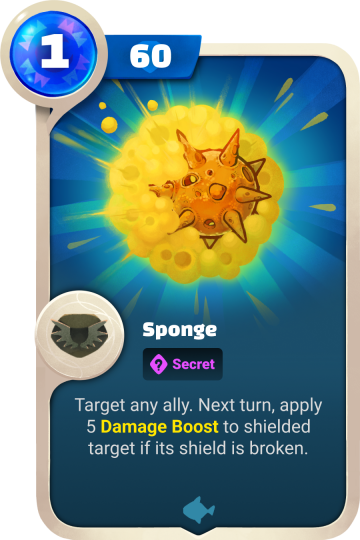 1
60
Sponge
? Secret
Target any ally. Next turn, apply
5 Damage Boost to shielded
target if its shield is broken.